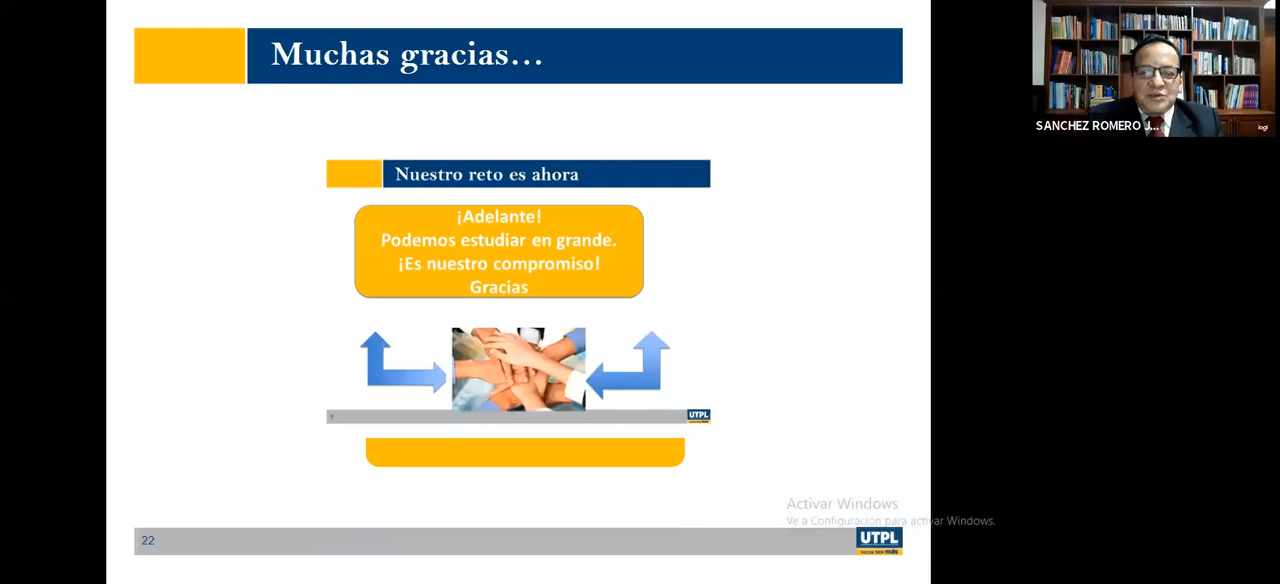 Muchas gracias...
SANCHEZ ROMERO J...
logi
Nuestro reto es ahora
¡Adelante!
Podemos estudiar en grande.
¡Es nuestro compromiso!
Gracias
UTPL
Activar Windows
Ve a Configuración para activar Windows.
22
UTPL